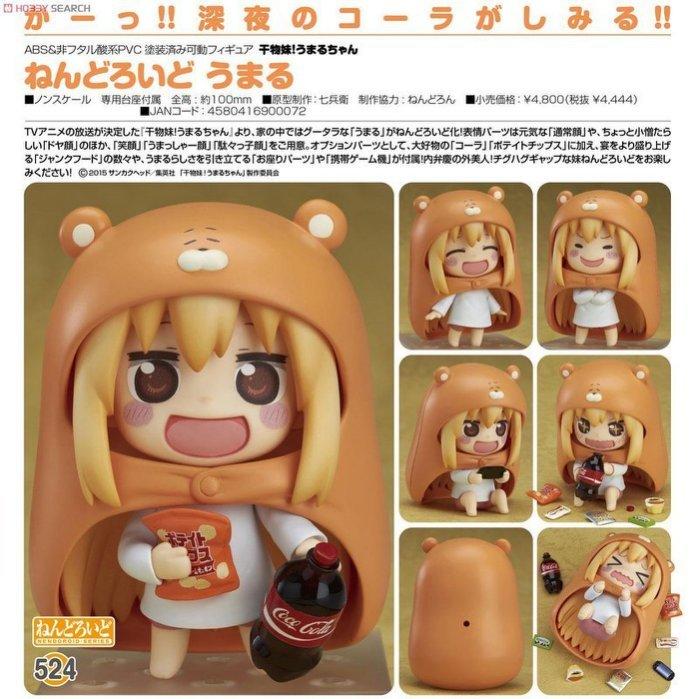 HOBBY SEARCH
かーっ!!深夜のコーラがしみる!!
ABS&非フタル酸系PVC 塗装済み可動フィギュア 干物妹!うまるちゃん
ねんどろいど うまる
■ノンスケール 専用台座付属 全高：約100mm ■原型制作：七兵衛 制作協力：ねんどろん ■小売価格：￥4,800(税抜 ￥4,444)
■JANコード：4580416900072
TVアニメの放送が決定した『干物妹!うまるちゃん』より、家の中ではグータラな「うまる」がねんどろいど化!表情パーツは元気な「通常顔」や、ちょっと小憎たら
しい「ドヤ顔」のほか、「笑顔」「うまっしゃー顔」「駄々っ子顔」をご用意。オプションパーツとして、大好物の「コーラ」「ポテイトチップス」に加え、宴をより盛り上げ
る「ジャンクフード」の数々や、うまるらしさを引き立てる「お座りパーツ」や「携帯ゲーム機」が付属!内弁慶の外美人!チグハグギャップな妹ねんどろいどをお楽し
みください! ©2015 サンカクヘッド／集英社 「干物妹!うまるちゃん」製作委員会
ポテイト
チップス
Coco Cola
ねんどろいど
NENDOROID-SERIES
524